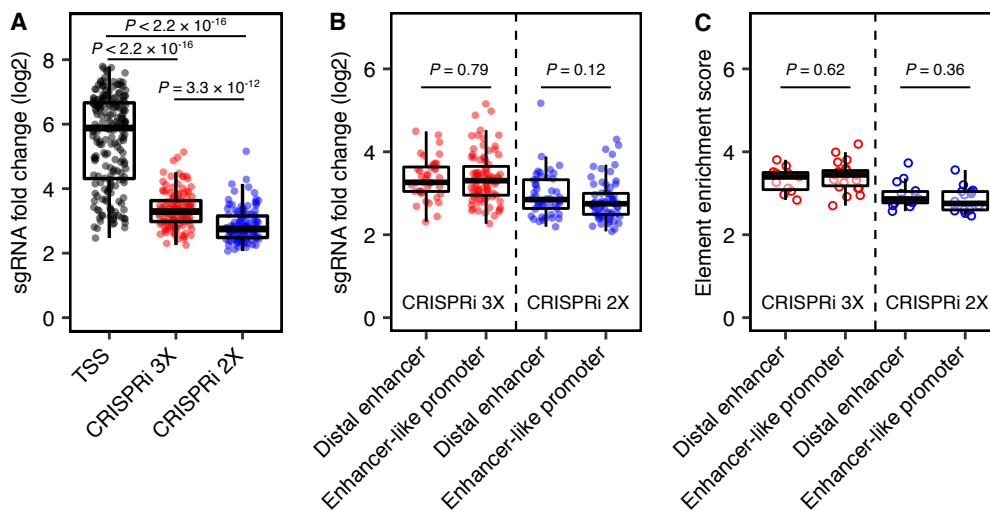 A
P < 2.2 × 10-16
P < 2.2 × 10-16
P = 3.3 × 10-12
sgRNA fold change (log2)
8
6
4
2
0
TSS
CRISPRi 3X
CRISPRi 2X
B
P = 0.79
P = 0.12
sgRNA fold change (log2)
6
4
2
0
CRISPRi 3X
CRISPRi 2X
Distal enhancer
Enhancer-like promoter
Distal enhancer
Enhancer-like promoter
C
P = 0.62
P = 0.36
Element enrichment score
6
4
2
0
CRISPRi 3X
CRISPRi 2X
Distal enhancer
Enhancer-like promoter
Distal enhancer
Enhancer-like promoter